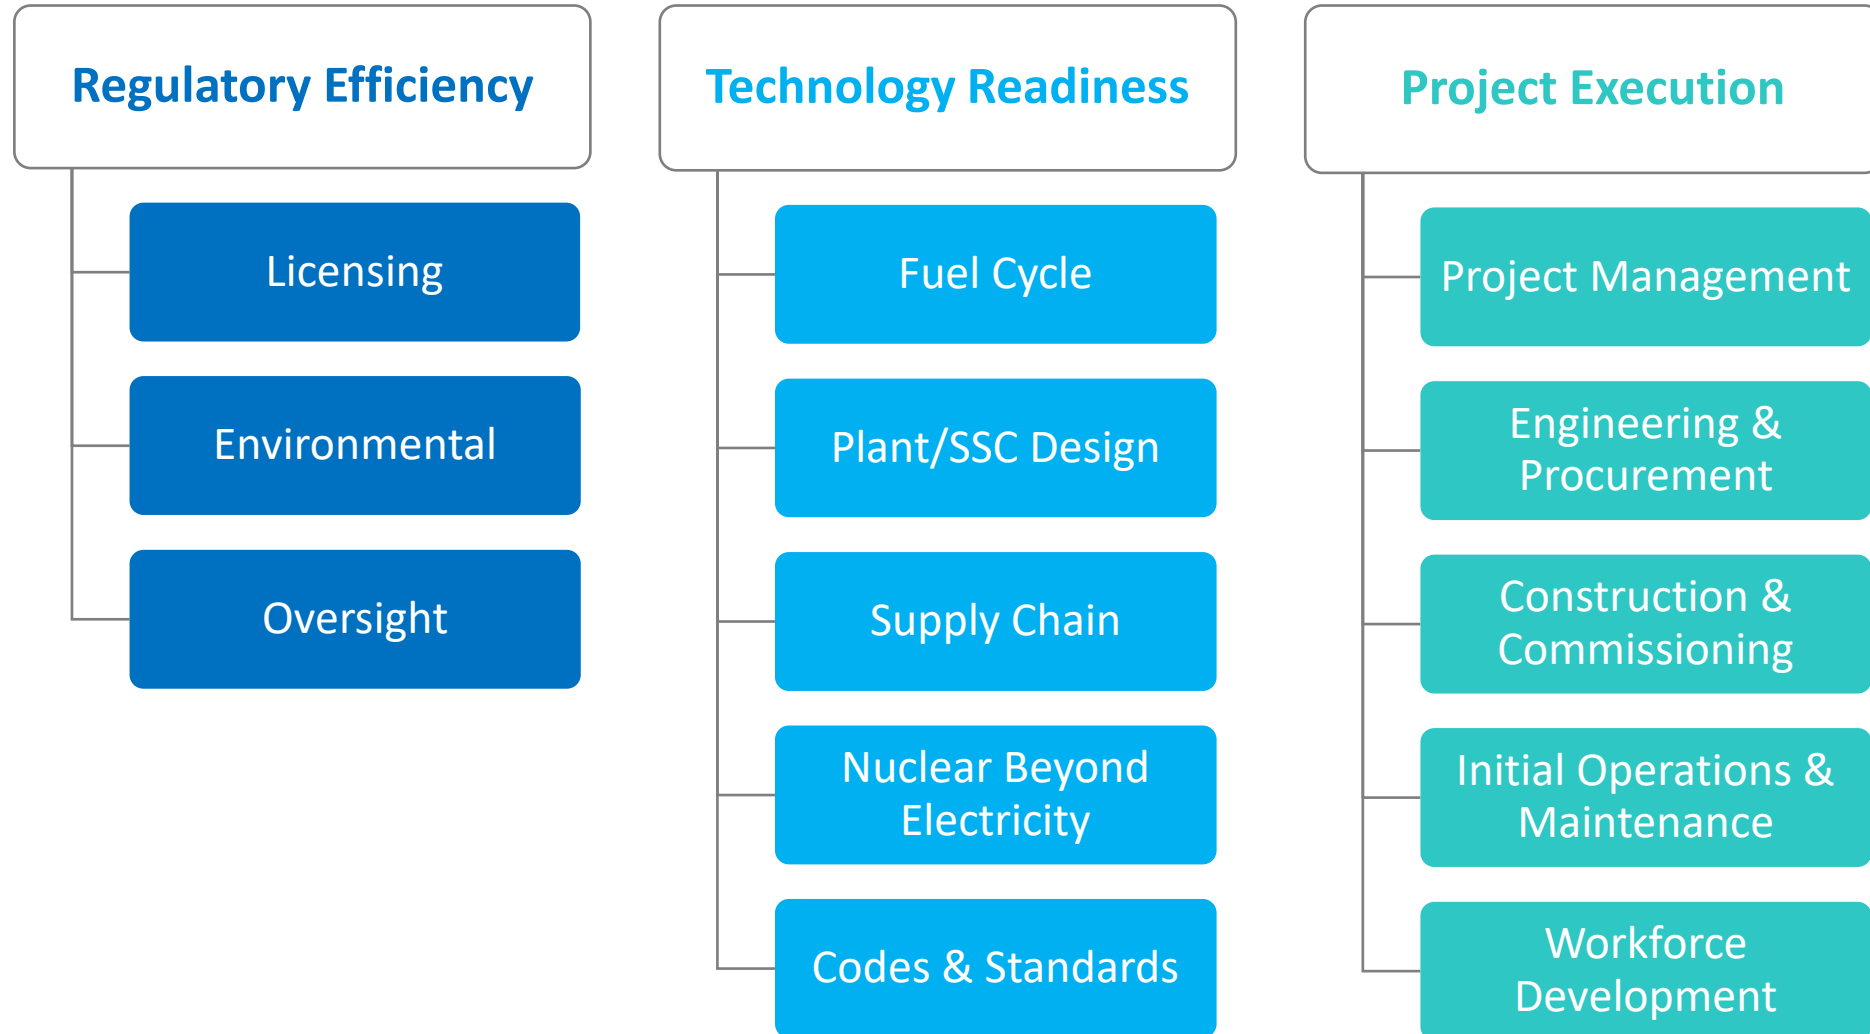 Regulatory Efficiency
Licensing
Environmental
Oversight
Technology Readiness
Fuel Cycle
Plant/SSC Design
Supply Chain
Nuclear Beyond
Electricity
Codes & Standards
Project Execution
Project Management
Engineering &
Procurement
Construction &
Commissioning
Initial Operations &
Maintenance
Workforce
Development